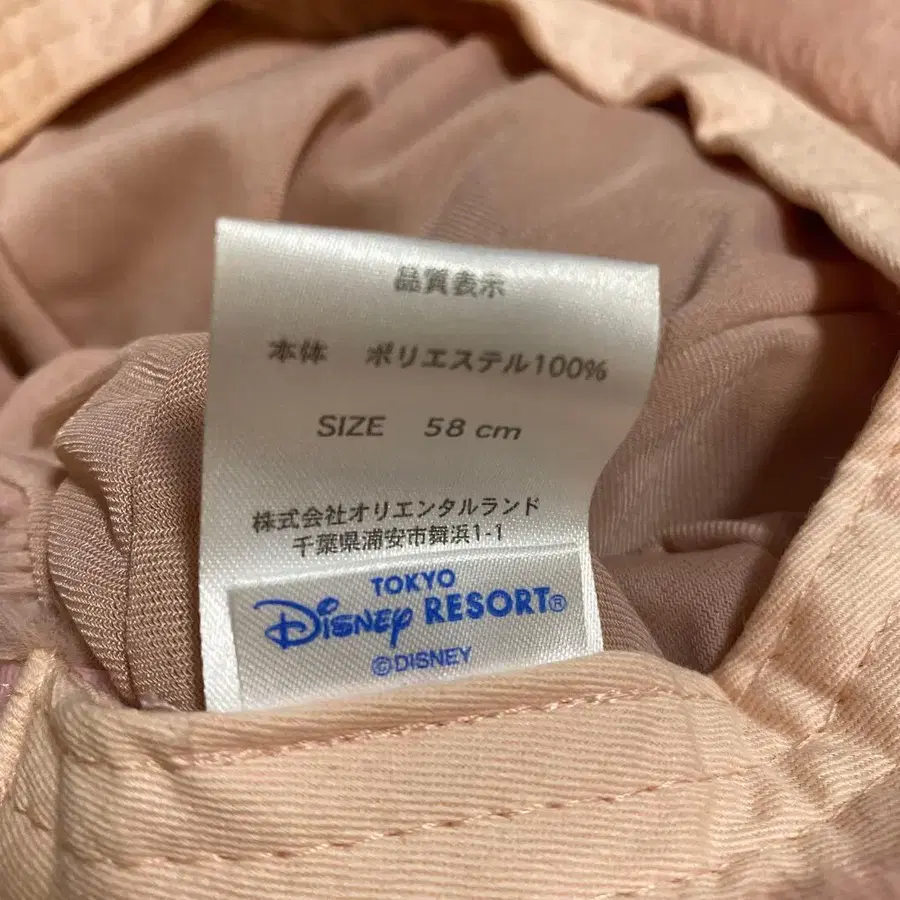 品質表示
本体 ポリエステル100%
SIZE 58 cm
株式会社オリエンタルランド
千葉県浦安市舞浜1-1
TOKYO
Disney RESORT®
©DISNEY